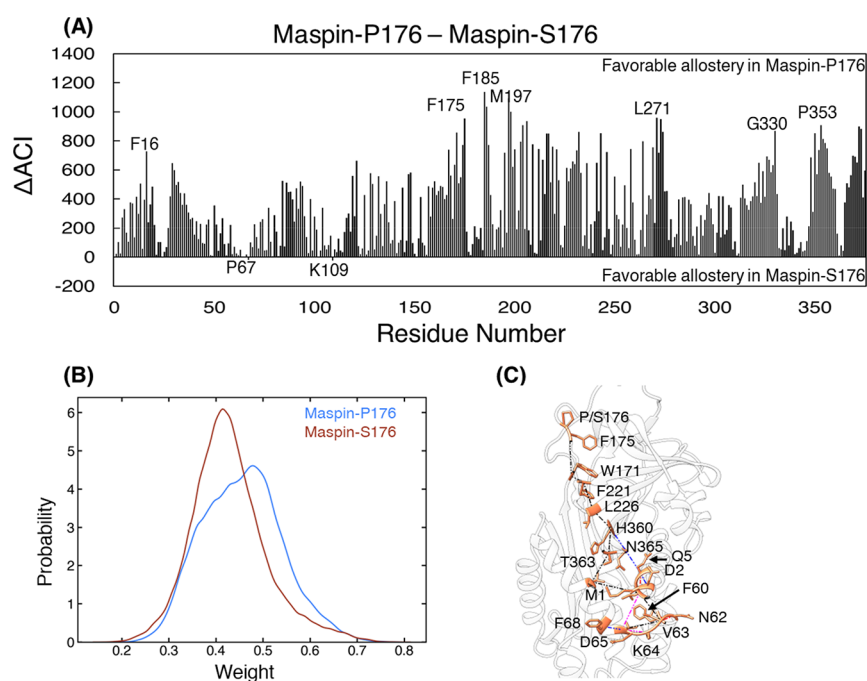 (A)
Maspin-P176 – Maspin-S176
1400
1200
1000
800
600
400
200
0
-200
ΔACI
Favorable allostery in Maspin-P176
F16
P67
K109
F175
F185
M197
L271
G330
P353
Favorable allostery in Maspin-S176
0
50
100
150
200
250
300
350
Residue Number
(B)
6
5
4
3
2
1
0
Probability
Maspin-P176
Maspin-S176
0.2
0.3
0.4
0.5
0.6
0.7
0.8
Weight
(C)
P/S176
F175
W171
F221
L226
H360
N365
T363
Q5
D2
M1
F60
N62
F68
V63
D65
K64